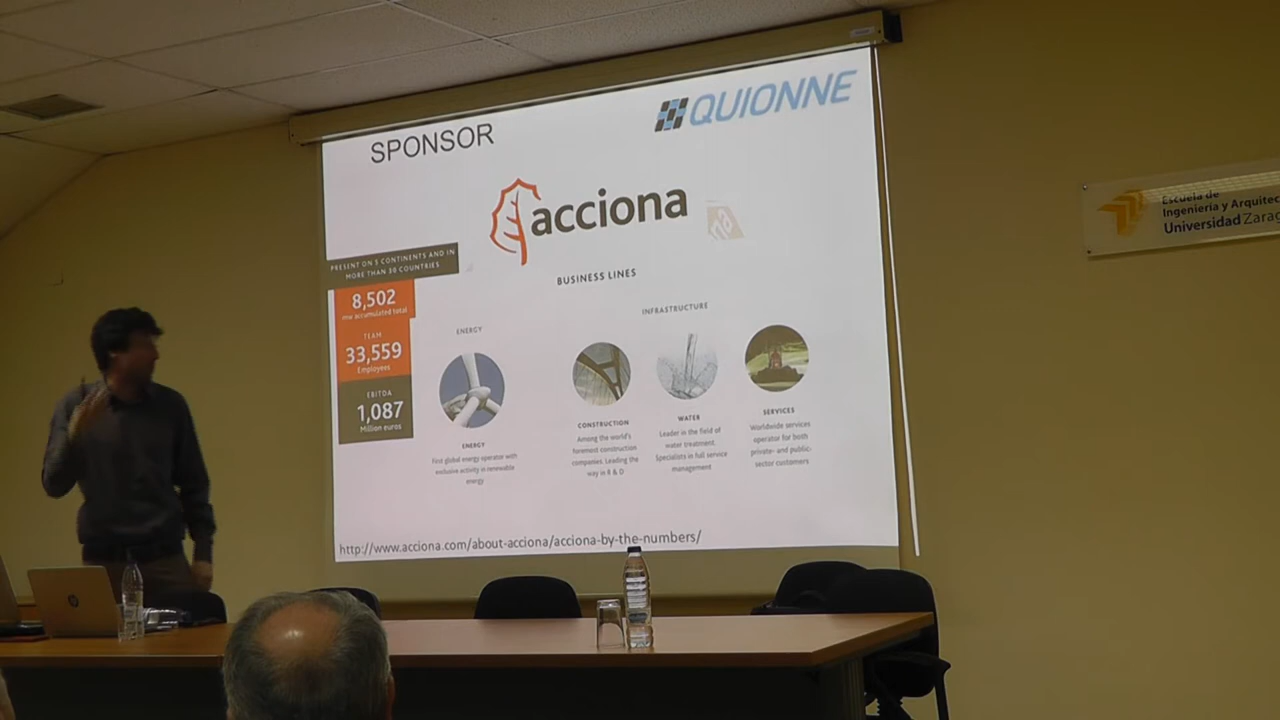 SPONSOR
QUIONNE
acciona
PRESENT ON 5 CONTINENTS AND IN
MORE THAN 30 COUNTRIES
8,502
mw accumulated total
TEAM
33,559
Employees
EBITDA
1,087
Million euros
BUSINESS LINES
ENERGY
INFRASTRUCTURE
ENERGY
First global energy operator with
exclusive activity in renewable
energy
CONSTRUCTION
Among the world's
foremost construction
companies. Leading the
way in R & D
WATER
Leader in the field of
water treatment.
Specialists in full service
management
SERVICES
Worldwide services
operator for both
private- and public-
sector customers
http://www.acciona.com/about-acciona/acciona-by-the-numbers/
Escuela de
Ingeniería y Arquitec
Universidad Zarag
hp